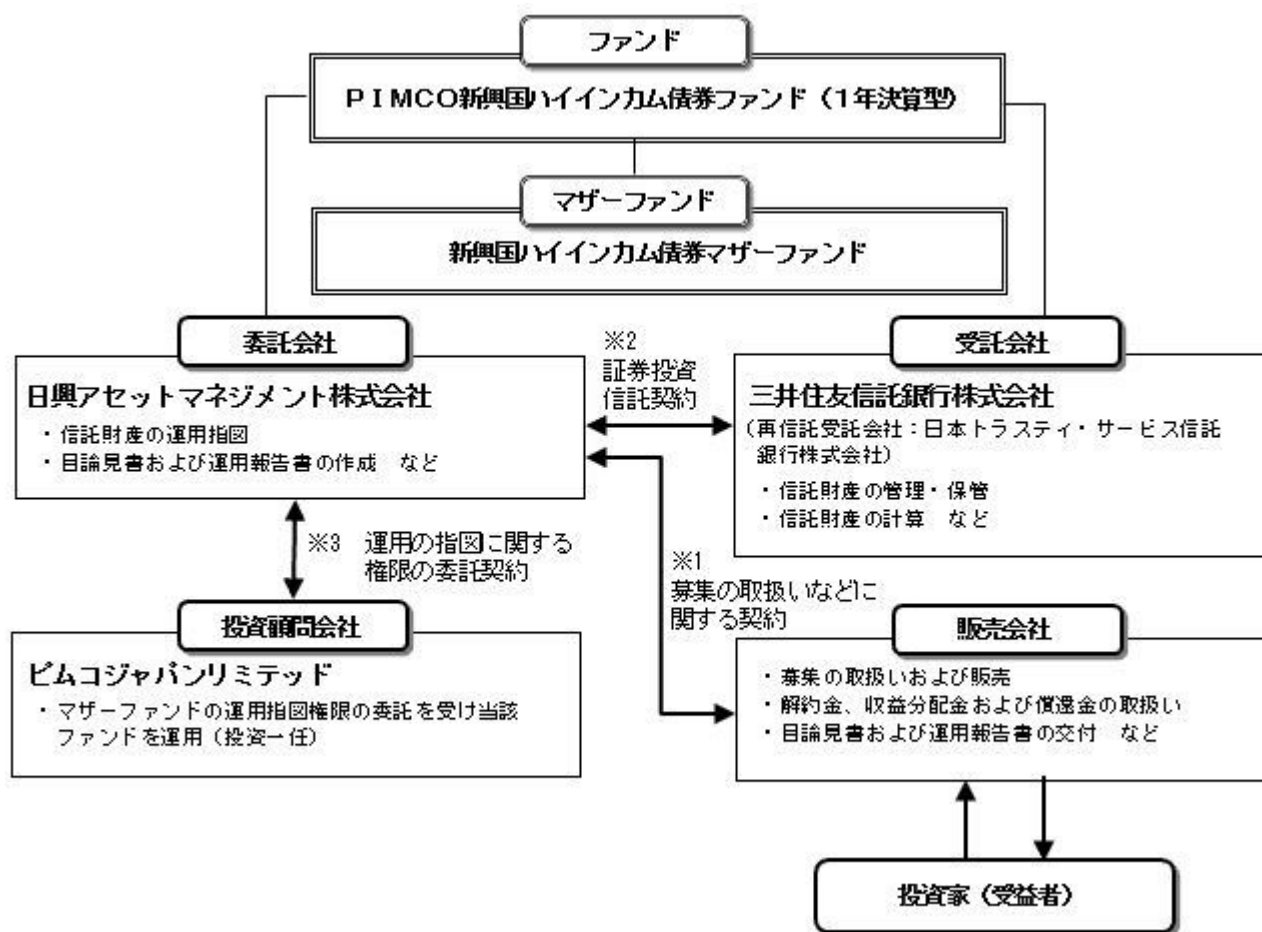 ファンド
ＰＩＭＣＯ新興国ハイインカム債券ファンド（１年決算型）
マザーファンド
新興国ハイインカム債券マザーファンド
委託会社
日興アセットマネジメント株式会社
・信託財産の運用指図
・目論見書および運用報告書の作成　など
※2
証券投資
信託契約
受託会社
三井住友信託銀行株式会社
（再信託受託会社：日本トラスティ・サービス信託
銀行株式会社）
・信託財産の管理・保管
・信託財産の計算　など
※3　運用の指図に関する
権限の委託契約
※1
募集の取扱いなどに
関する契約
投資顧問会社
ピムコジャパンリミテッド
・マザーファンドの運用指図権限の委託を受け当該
ファンドを運用（投資一任）
販売会社
・募集の取扱いおよび販売
・解約金、収益分配金および償還金の取扱い
・目論見書および運用報告書の交付　など
投資家（受益者）